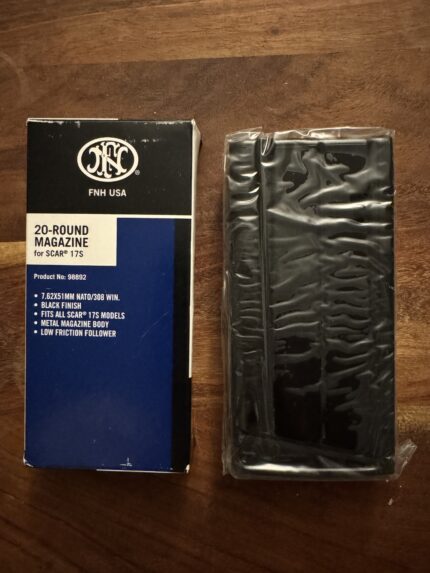 FN
®
FNH USA
20-ROUND
MAGAZINE
for SCAR® 17S
Product No: 98892
• 7.62X51MM NATO/308 WIN.
• BLACK FINISH
• FITS ALL SCAR® 17S MODELS
• METAL MAGAZINE BODY
• LOW FRICTION FOLLOWER